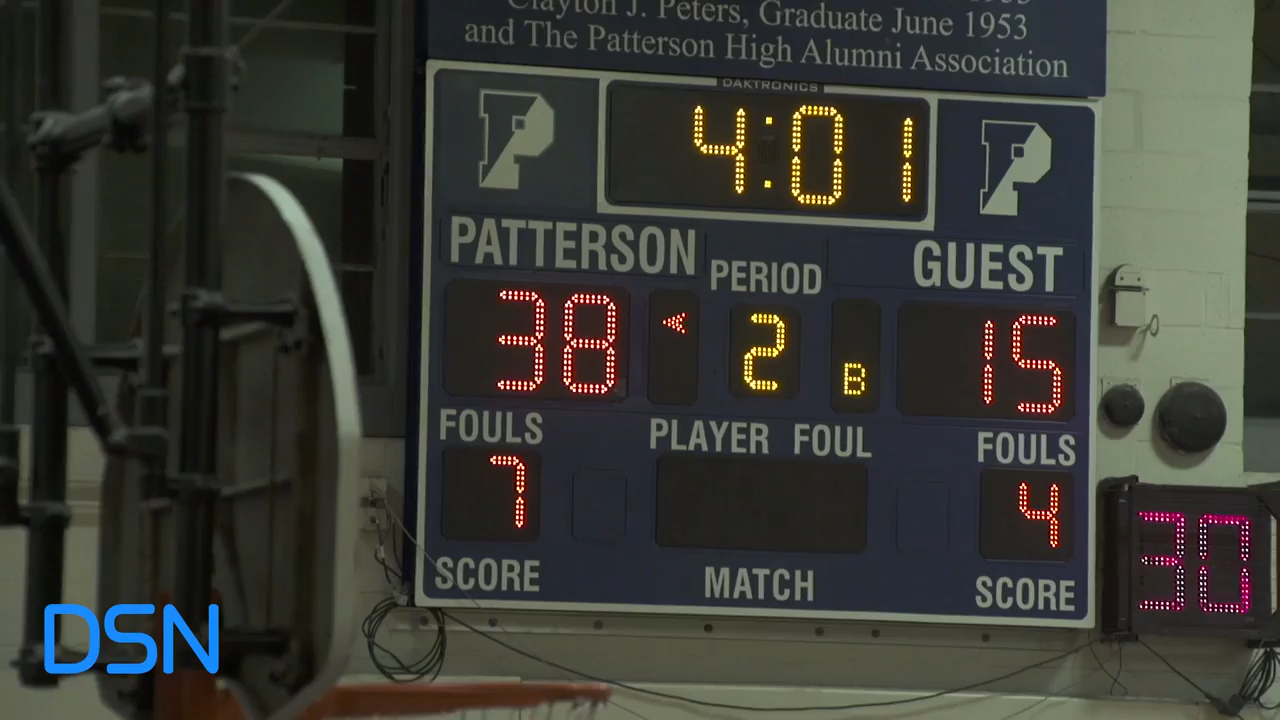 Clayton J. Peters, Graduate June 1953
and The Patterson High Alumni Association
DAKTRONICS
P 4:01 P
PATTERSON PERIOD GUEST
38 < 2 B 15
FOULS PLAYER FOUL FOULS
7 4
30
SCORE MATCH SCORE
DSN